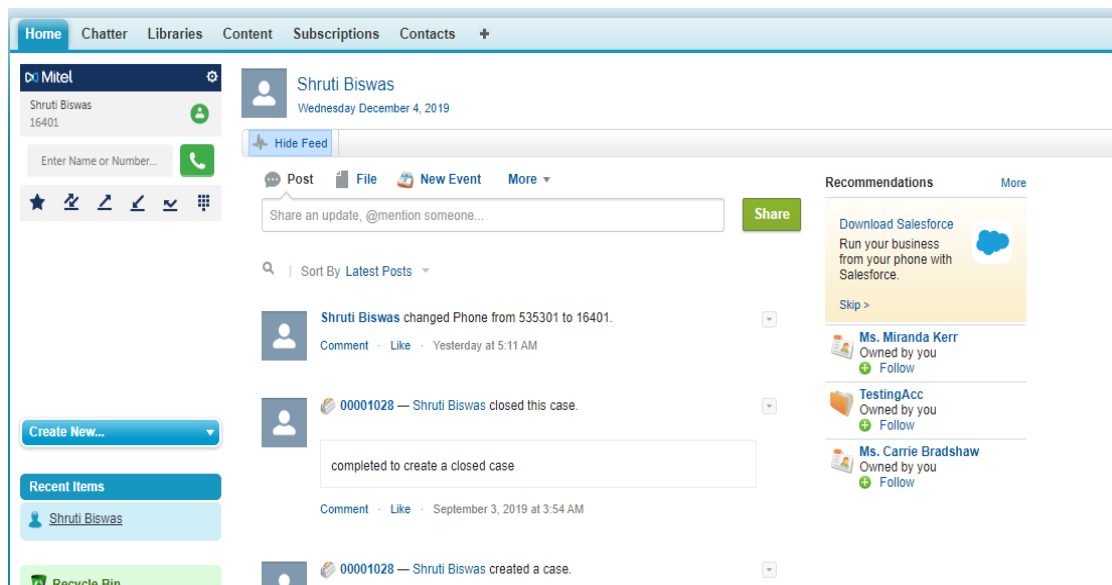 Home Chatter Libraries Content Subscriptions Contacts +
Mitel
Shruti Biswas
16401
Enter Name or Number...
Create New...
Recent Items
Shruti Biswas
Recycle Bin
Shruti Biswas
Wednesday December 4, 2019
Hide Feed
Post File New Event More
Share an update, @mention someone...
Share
Sort By Latest Posts
Shruti Biswas changed Phone from 535301 to 16401.
Comment · Like · Yesterday at 5:11 AM
00001028 — Shruti Biswas closed this case.
completed to create a closed case
Comment · Like · September 3, 2019 at 3:54 AM
00001028 — Shruti Biswas created a case.
Recommendations More
Download Salesforce
Run your business
from your phone with
Salesforce.
Skip >
Ms. Miranda Kerr
Owned by you
Follow
TestingAcc
Owned by you
Follow
Ms. Carrie Bradshaw
Owned by you
Follow